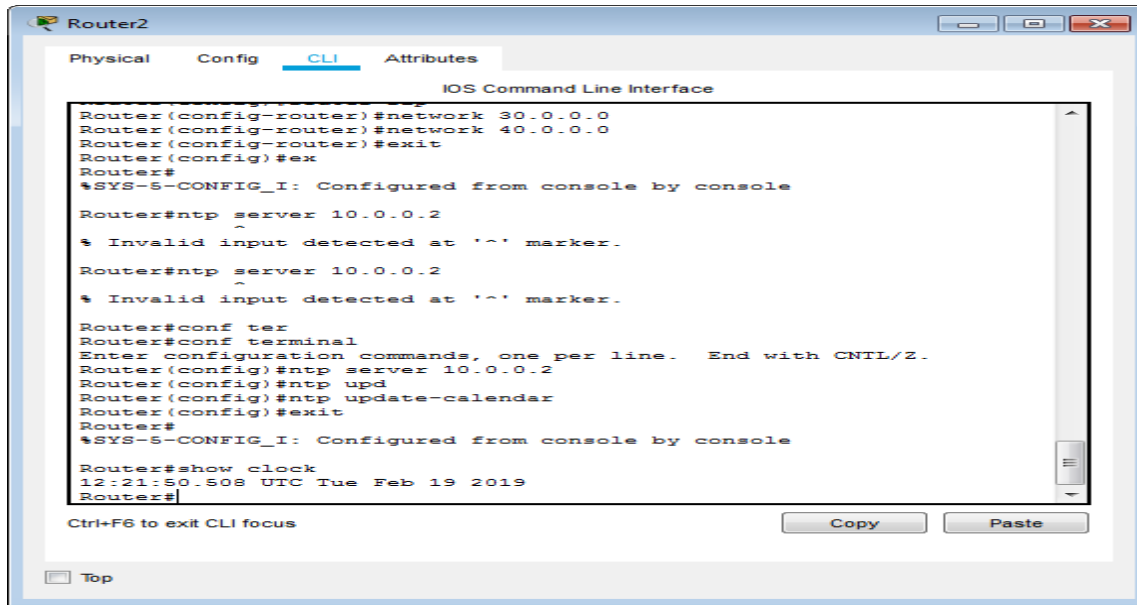 Router2
Physical Config CLI Attributes
IOS Command Line Interface
Router(config-router)#network 30.0.0.0
Router(config-router)#network 40.0.0.0
Router(config-router)#exit
Router(config)#ex
Router#
%SYS-5-CONFIG_I: Configured from console by console
Router#ntp server 10.0.0.2
^
% Invalid input detected at '^' marker.
Router#ntp server 10.0.0.2
^
% Invalid input detected at '^' marker.
Router#conf ter
Router#conf terminal
Enter configuration commands, one per line. End with CNTL/Z.
Router(config)#ntp server 10.0.0.2
Router(config)#ntp upd
Router(config)#ntp update-calendar
Router(config)#exit
Router#
%SYS-5-CONFIG_I: Configured from console by console
Router#show clock
12:21:50.508 UTC Tue Feb 19 2019
Router#
Ctrl+F6 to exit CLI focus
Copy Paste
Top